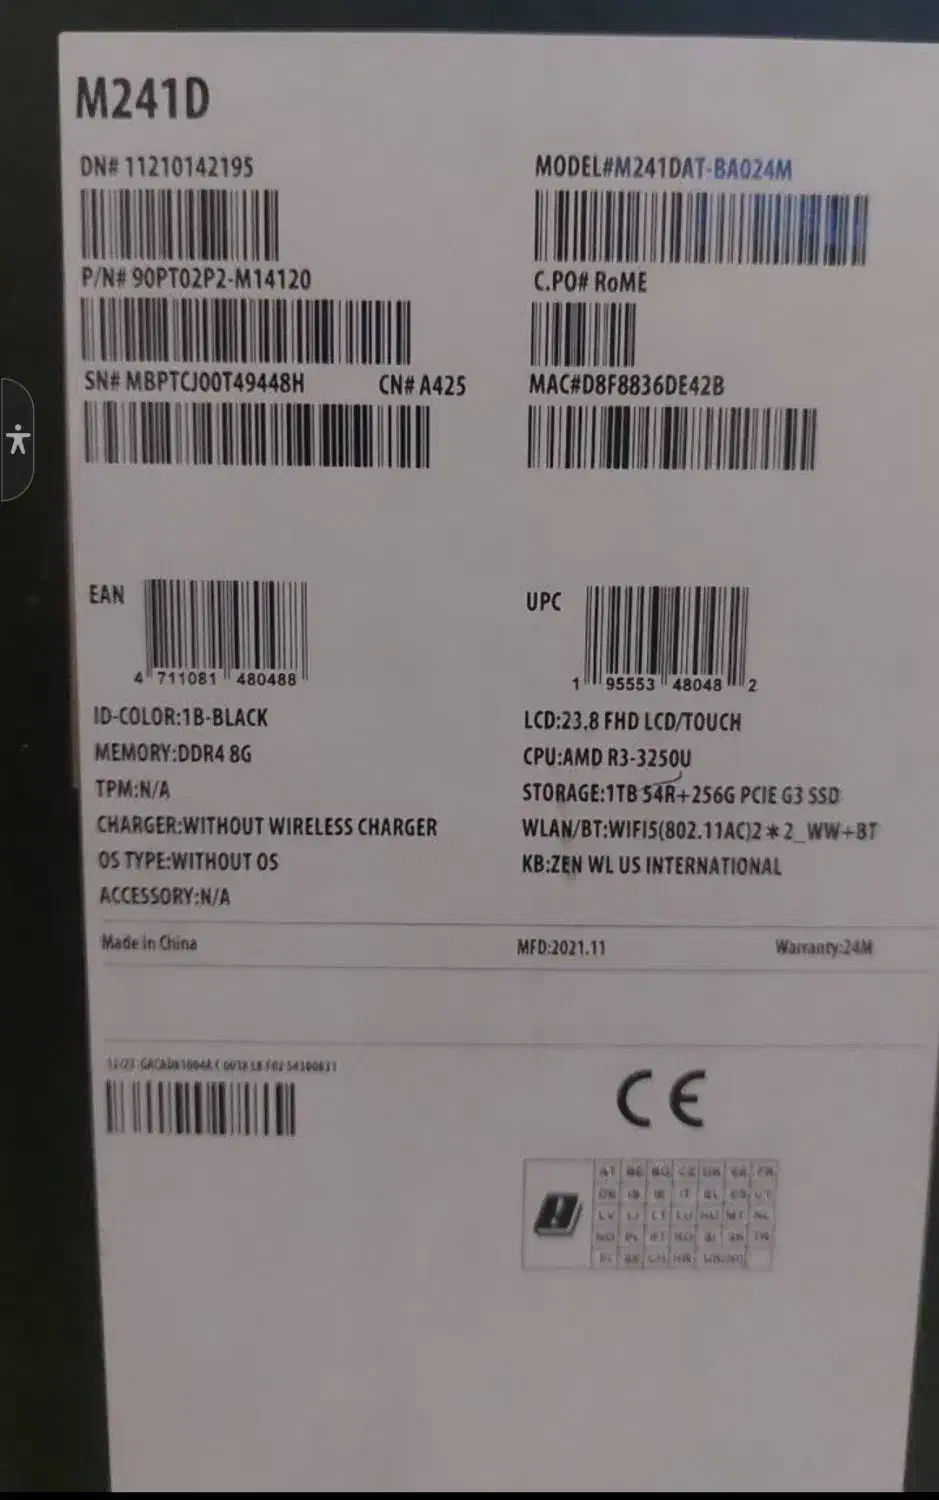 M241D
DN# 11210142195
MODEL#M241DAT-BA024M
P/N# 90PT02P2-M14120
C.PO# RoME
SN# MBPTCJ00T49448H CN# A425
MAC#D8F8836DE42B
EAN
4 711081 480488
UPC
1 95553 48048 2
ID-COLOR:1B-BLACK
LCD:23.8 FHD LCD/TOUCH
MEMORY:DDR4 8G
CPU:AMD R3-3250U
TPM:N/A
STORAGE:1TB 54R+256G PCIE G3 SSD
CHARGER:WITHOUT WIRELESS CHARGER
WLAN/BT:WIFI5(802.11AC)2*2_WW+BT
OS TYPE:WITHOUT OS
KB:ZEN WL US INTERNATIONAL
ACCESSORY:N/A
Made in China
MFD:2021.11
Warranty:24M
CE